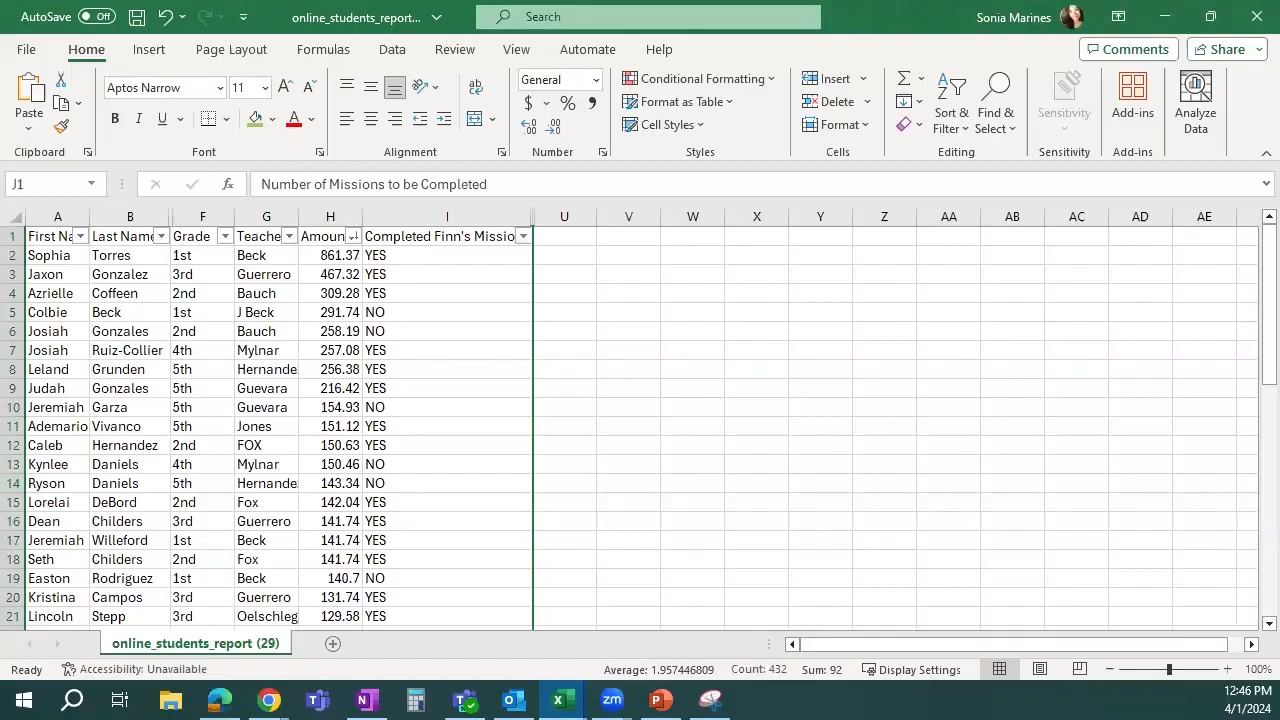 AutoSave Off online_students_report... Search Sonia Marines
File Home Insert Page Layout Formulas Data Review View Automate Help Comments Share
Paste
Aptos Narrow 11
B I U
General
$ %
Conditional Formatting
Format as Table
Cell Styles
Insert
Delete
Format
Sort & Filter
Find & Select
Sensitivity
Add-ins
Analyze Data
Clipboard Font Alignment Number Styles Cells Editing Sensitivity Add-ins
J1 fx Number of Missions to be Completed
A B F G H I U V W X Y Z AA AB AC AD AE
1 First Na Last Name Grade Teache Amoun Completed Finn's Missio
2 Sophia Torres 1st Beck 861.37 YES
3 Jaxon Gonzalez 3rd Guerrero 467.32 YES
4 Azrielle Coffeen 2nd Bauch 309.28 YES
5 Colbie Beck 1st J Beck 291.74 NO
6 Josiah Gonzales 2nd Bauch 258.19 NO
7 Josiah Ruiz-Collier 4th Mylnar 257.08 YES
8 Leland Grunden 5th Hernande 256.38 YES
9 Judah Gonzales 5th Guevara 216.42 YES
10 Jeremiah Garza 5th Guevara 154.93 NO
11 Ademario Vivanco 5th Jones 151.12 YES
12 Caleb Hernandez 2nd FOX 150.63 YES
13 Kynlee Daniels 4th Mylnar 150.46 NO
14 Ryson Daniels 5th Hernande 143.34 NO
15 Lorelai DeBord 2nd Fox 142.04 YES
16 Dean Childers 3rd Guerrero 141.74 YES
17 Jeremiah Willeford 1st Beck 141.74 YES
18 Seth Childers 2nd Fox 141.74 YES
19 Easton Rodriguez 1st Beck 140.7 NO
20 Kristina Campos 3rd Guerrero 131.74 YES
21 Lincoln Stepp 3rd Oelschleg 129.58 YES
online_students_report (29)
Ready Accessibility: Unavailable Average: 1.957446809 Count: 432 Sum: 92 Display Settings 100%
12:46 PM
4/1/2024